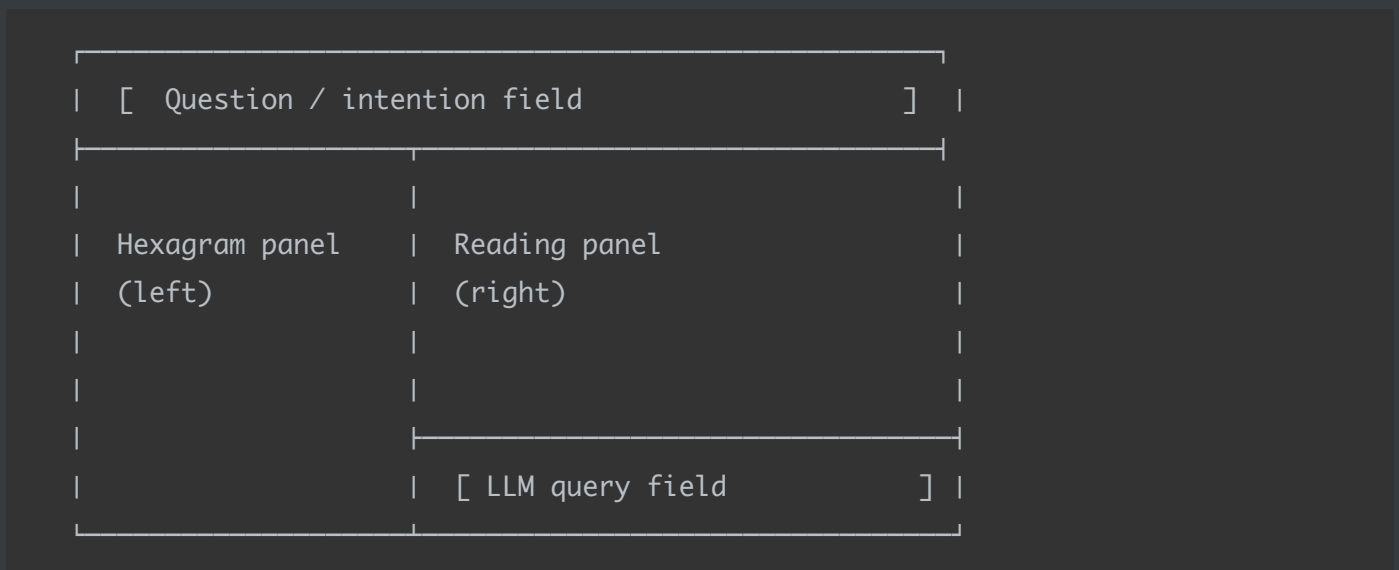 [ Question / intention field ]
Hexagram panel
(left)
Reading panel
(right)
[ LLM query field ]